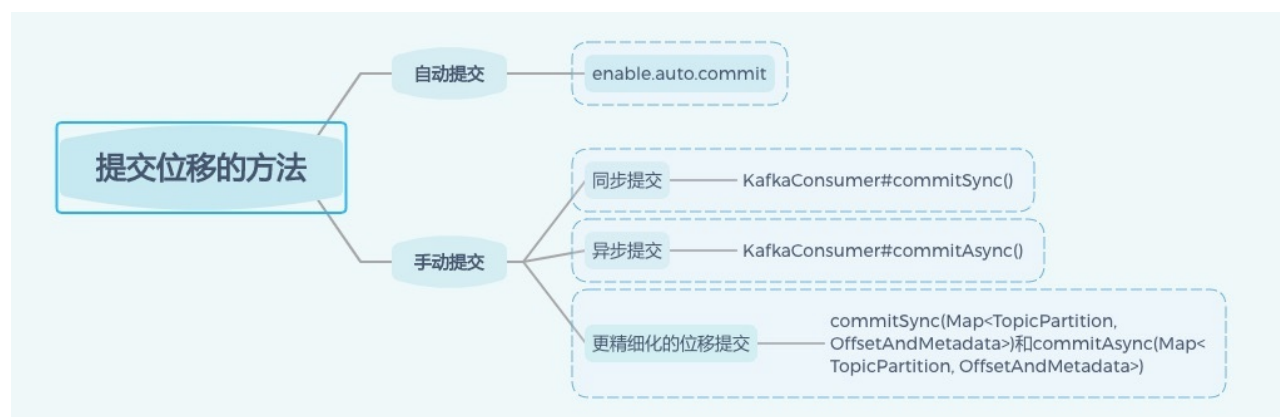 提交位移的方法
自动提交
enable.auto.commit
手动提交
同步提交
KafkaConsumer#commitSync()
异步提交
KafkaConsumer#commitAsync()
更精细化的位移提交
commitSync(Map<TopicPartition,
OffsetAndMetadata>)和commitAsync(Map<
TopicPartition, OffsetAndMetadata>)